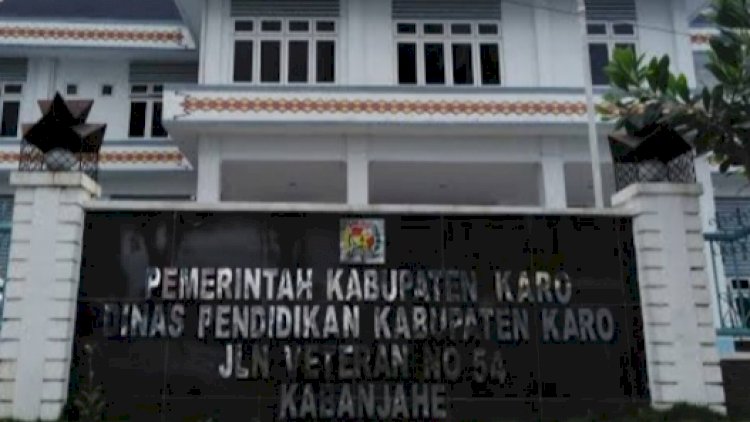 PEMERINTAH KABUPATEN KARO
DINAS PENDIDIKAN KABUPATEN KARO
JLN VETERAN NO 54
KABANJAHE